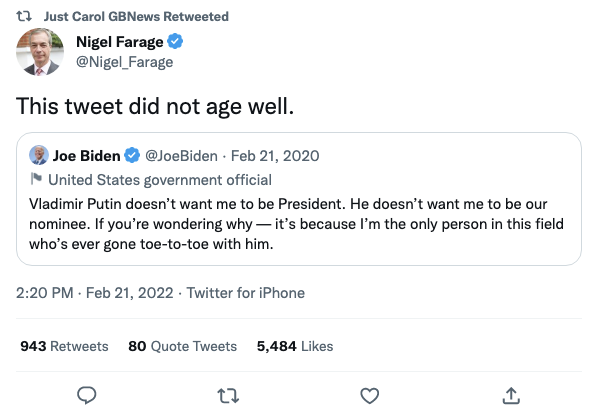 Just Carol GBNews Retweeted
Nigel Farage
@Nigel_Farage
This tweet did not age well.
Joe Biden @JoeBiden · Feb 21, 2020
United States government official
Vladimir Putin doesn’t want me to be President. He doesn’t want me to be our
nominee. If you’re wondering why — it’s because I’m the only person in this field
who’s ever gone toe-to-toe with him.
2:20 PM · Feb 21, 2022 · Twitter for iPhone
943 Retweets 80 Quote Tweets 5,484 Likes